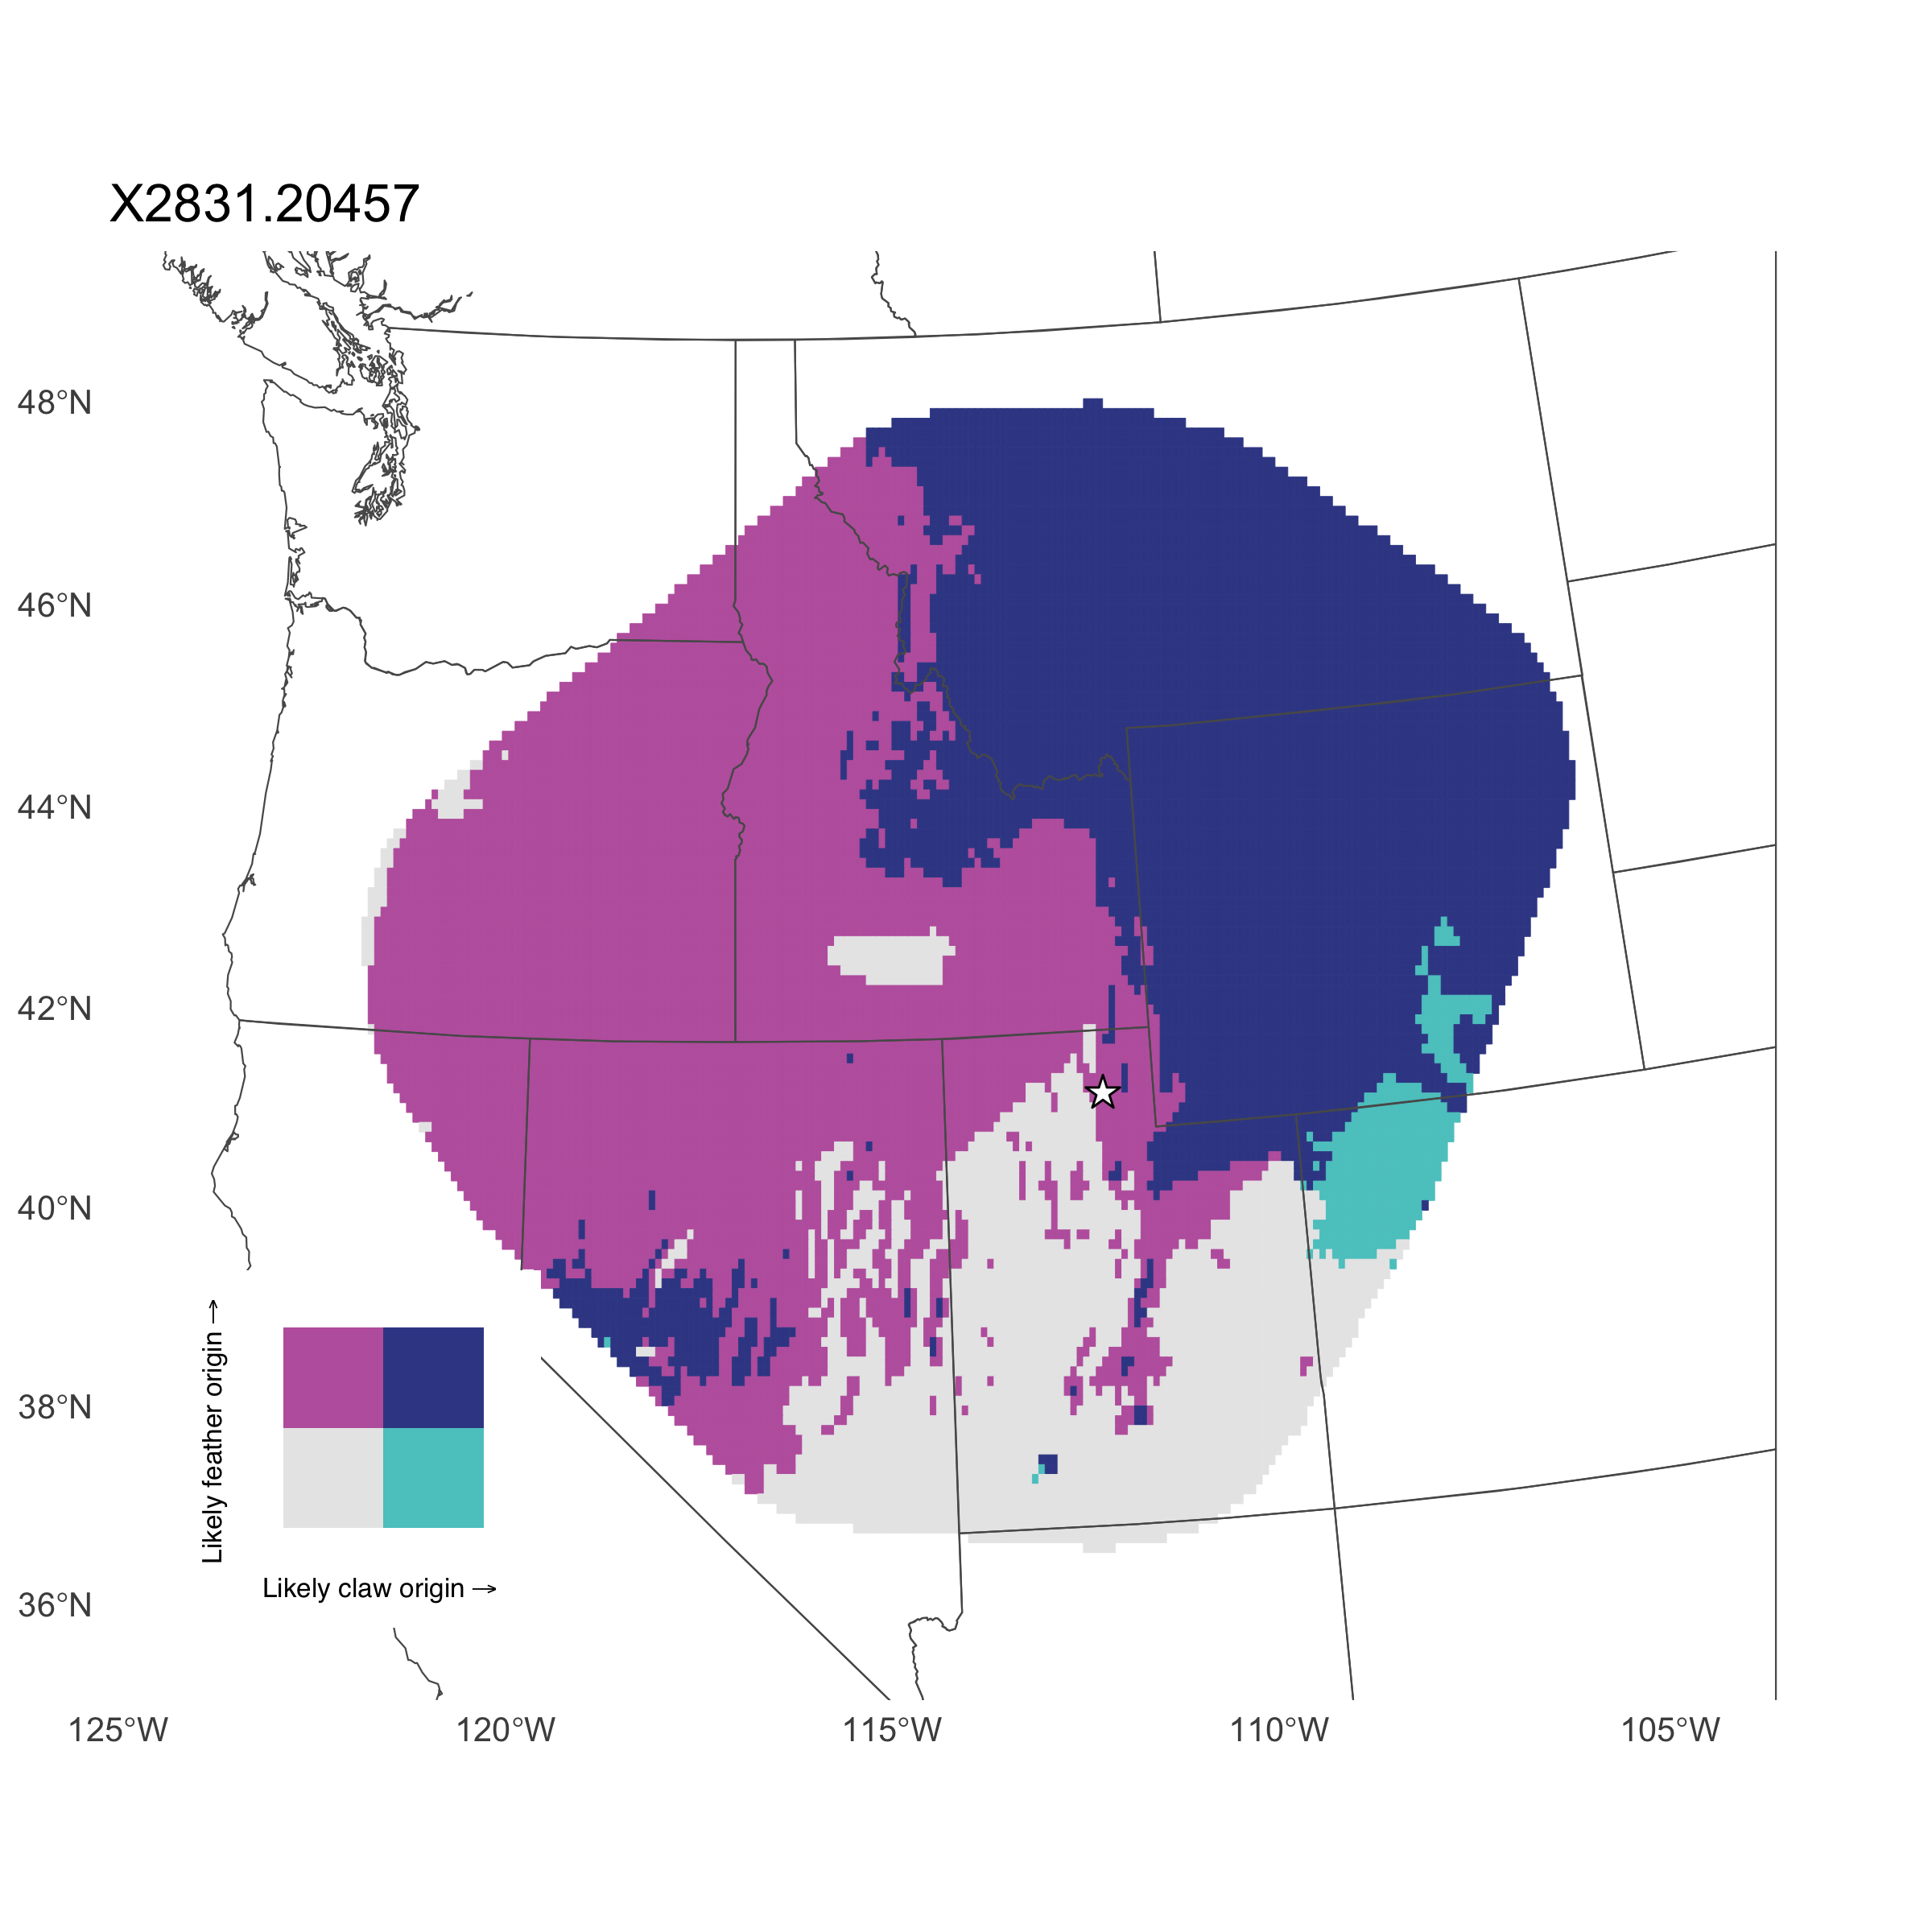 X2831.20457
48°N
46°N
44°N
42°N
40°N
38°N
36°N
Likely feather origin →
Likely claw origin →
125°W 120°W 115°W 110°W 105°W